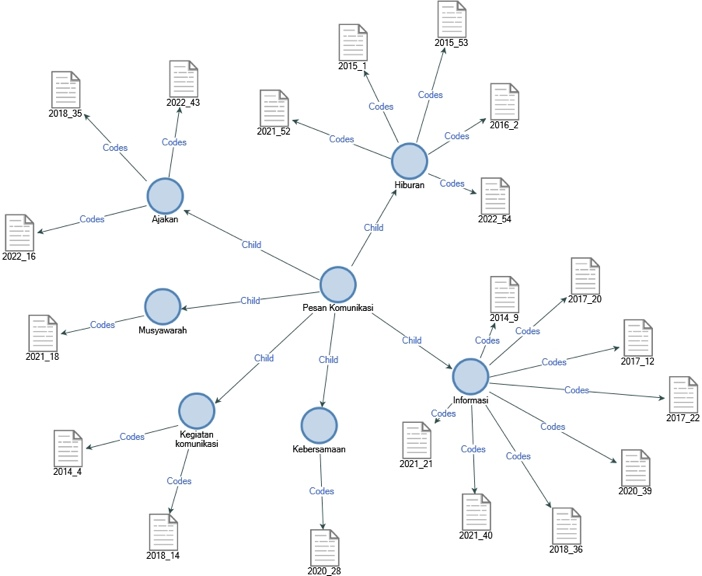 2015_53
2015_1
Codes
Codes
2018_35
2022_43
2021_52
2016_2
Codes
Codes
Codes
Codes
Codes
Hiburan
2022_54
Ajakan
Codes
2022_16
Child
Child
Pesan Komunikasi
Child
Musyawarah
Codes
2021_18
Child
Child
Child
2014_9
2017_20
Codes
Codes
2017_12
Codes
Informasi
Codes
2017_22
Codes
Codes
2021_21
Kegiatan
komunikasi
Kebersamaan
Codes
2014_4
Codes
Codes
2020_39
Codes
Codes
2021_40
2018_36
2018_14
2020_28
Codes